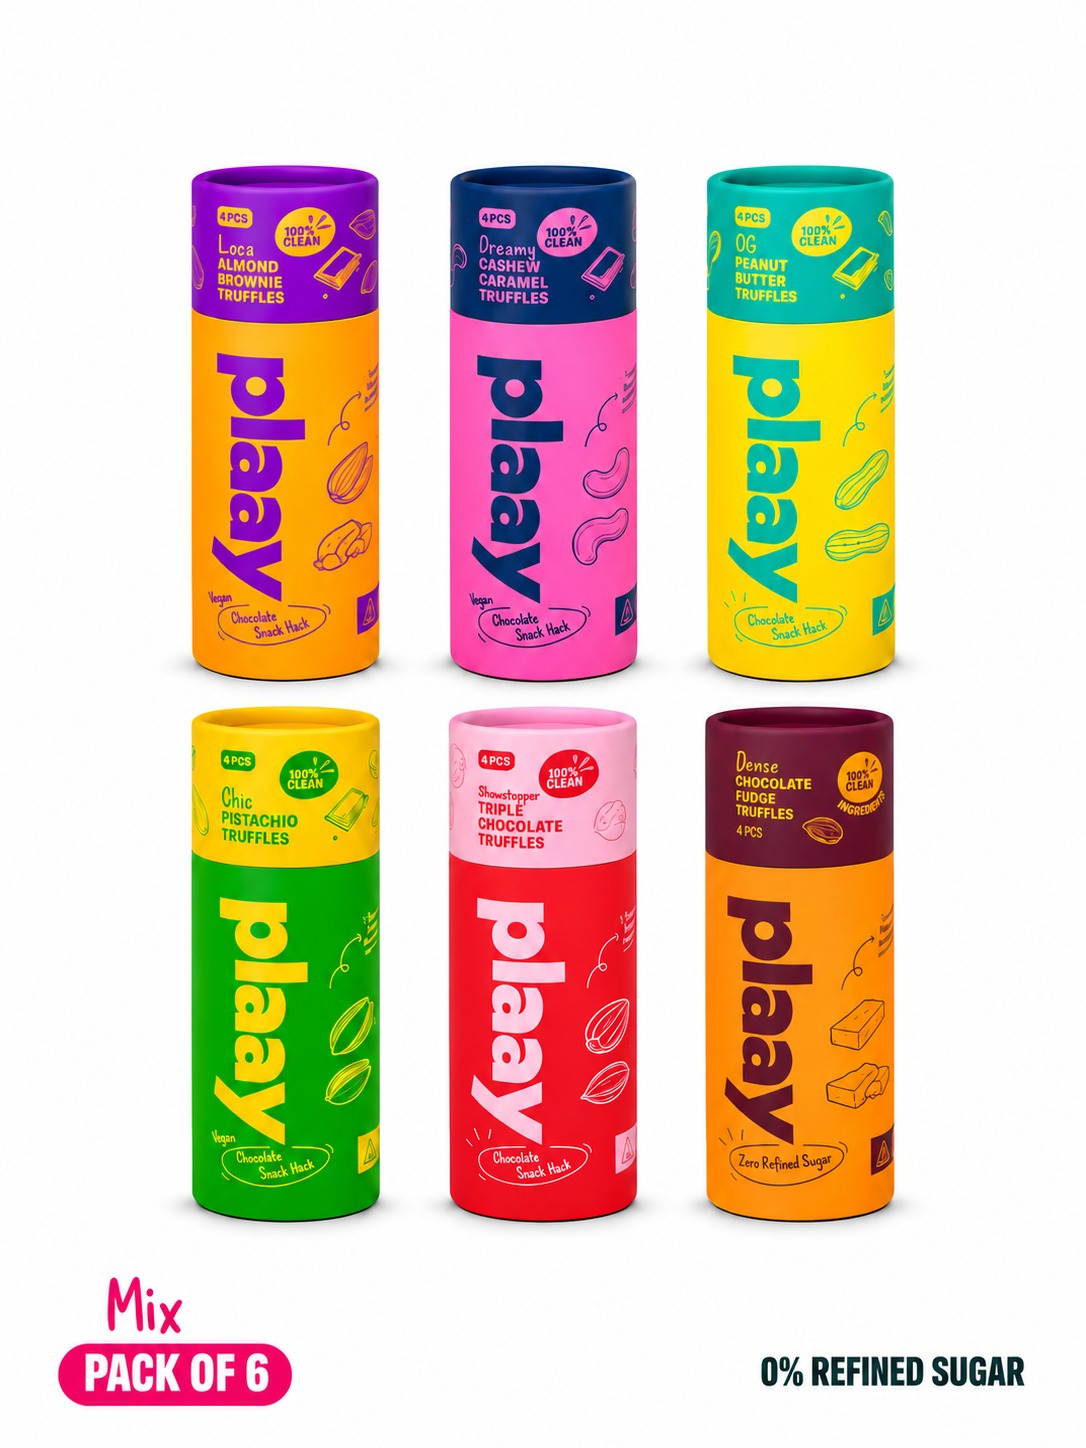 4 PCS
100%
CLEAN
Loca
ALMOND
BROWNIE
TRUFFLES
plaay
Vegan
Chocolate
Snack Hack
4 PCS
100%
CLEAN
Dreamy
CASHEW
CARAMEL
TRUFFLES
plaay
Vegan
Chocolate
Snack Hack
4 PCS
100%
CLEAN
OG
PEANUT
BUTTER
TRUFFLES
plaay
Chocolate
Snack Hack
4 PCS
100%
CLEAN
Chic
PISTACHIO
TRUFFLES
plaay
Vegan
Chocolate
Snack Hack
4 PCS
100%
CLEAN
Showstopper
TRIPLE
CHOCOLATE
TRUFFLES
plaay
Chocolate
Snack Hack
Dense
CHOCOLATE
FUDGE
TRUFFLES
4 PCS
100%
CLEAN
INGREDIENTS
plaay
Zero Refined Sugar
Mix
PACK OF 6
0% REFINED SUGAR